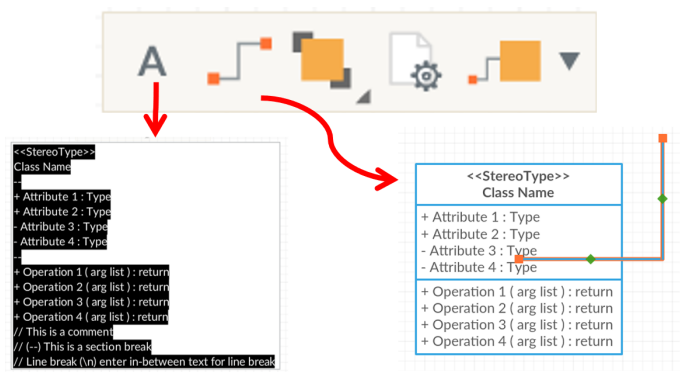 A
<<StereoType>>
Class Name
--
+ Attribute 1 : Type
+ Attribute 2 : Type
- Attribute 3 : Type
- Attribute 4 : Type
--
+ Operation 1 ( arg list ) : return
+ Operation 2 ( arg list ) : return
+ Operation 3 ( arg list ) : return
+ Operation 4 ( arg list ) : return
// This is a comment
// (--) This is a section break
// Line break (\n) enter in-between text for line break
<<StereoType>>
Class Name
+ Attribute 1 : Type
+ Attribute 2 : Type
- Attribute 3 : Type
- Attribute 4 : Type
+ Operation 1 ( arg list ) : return
+ Operation 2 ( arg list ) : return
+ Operation 3 ( arg list ) : return
+ Operation 4 ( arg list ) : return